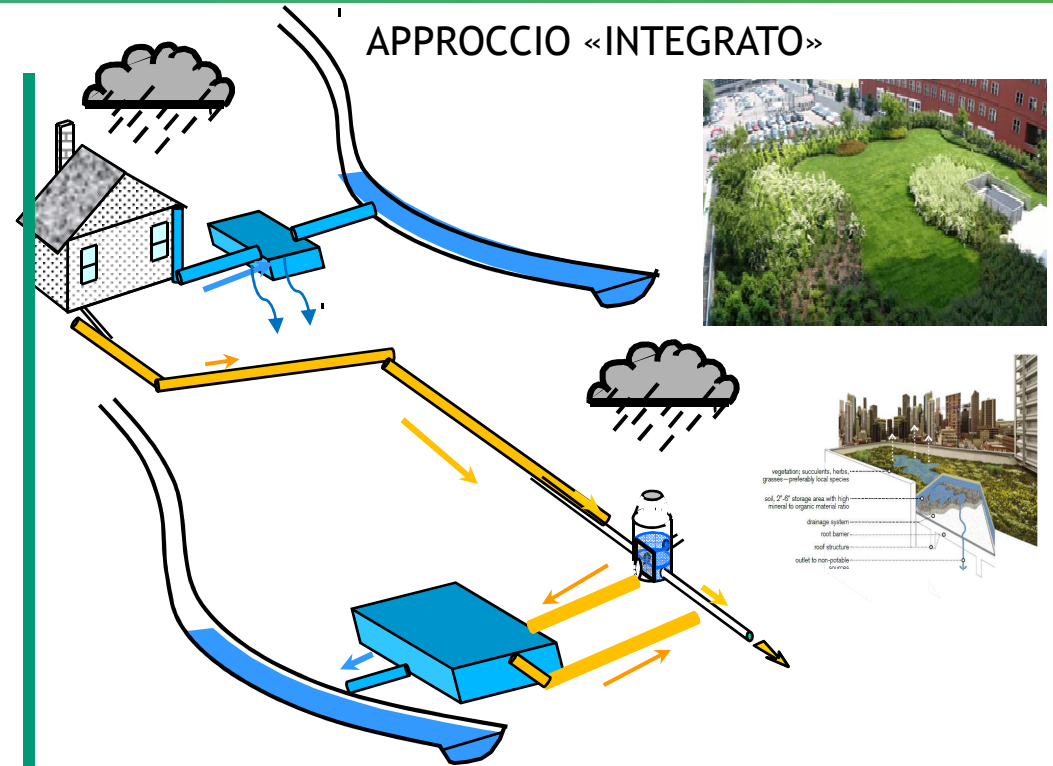 APPROCCIO «INTEGRATO»
vegetation; succulents, herbs,
grasses—preferably local species
soil, 2"-6" storage area with high
mineral to organic material ratio
drainage system
root barrier
roof structure
outlet to non-potable
sources